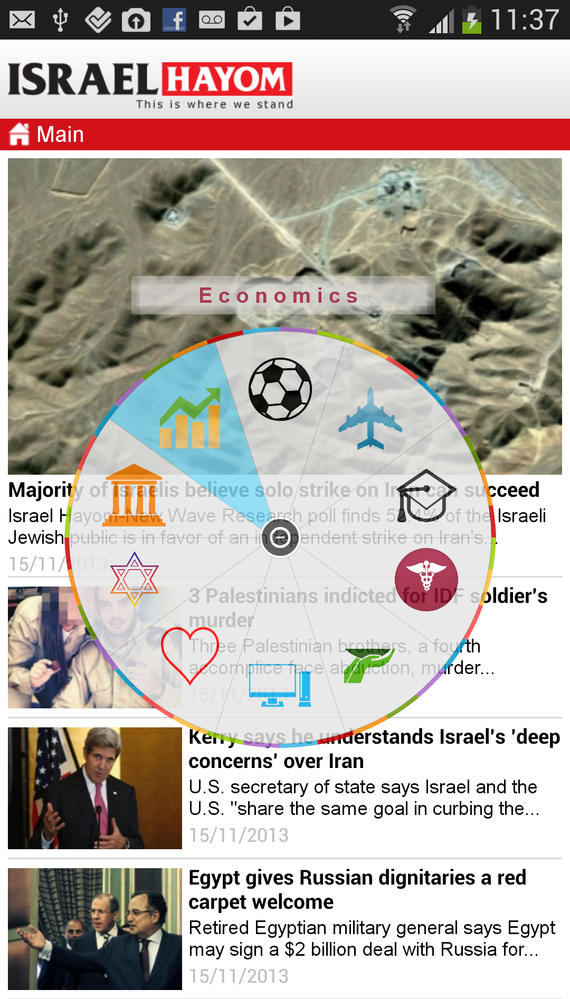 11:37
ISRAEL HAYOM
This is where we stand
Main
Economics
Majority of Israelis believe solo strike on Iran can succeed
Israel Hayom-New Wave Research poll finds 52.4% of the Israeli
Jewish public is in favor of an independent strike on Iran's...
15/11/2013
3 Palestinians indicted for IDF soldier's
murder
Three Palestinian brothers, a fourth
accomplice face abduction, murder...
15/11/2013
Kerry says he understands Israel's 'deep
concerns' over Iran
U.S. secretary of state says Israel and the
U.S. "share the same goal in curbing the...
15/11/2013
Egypt gives Russian dignitaries a red
carpet welcome
Retired Egyptian military general says Egypt
may sign a $2 billion deal with Russia for...
15/11/2013